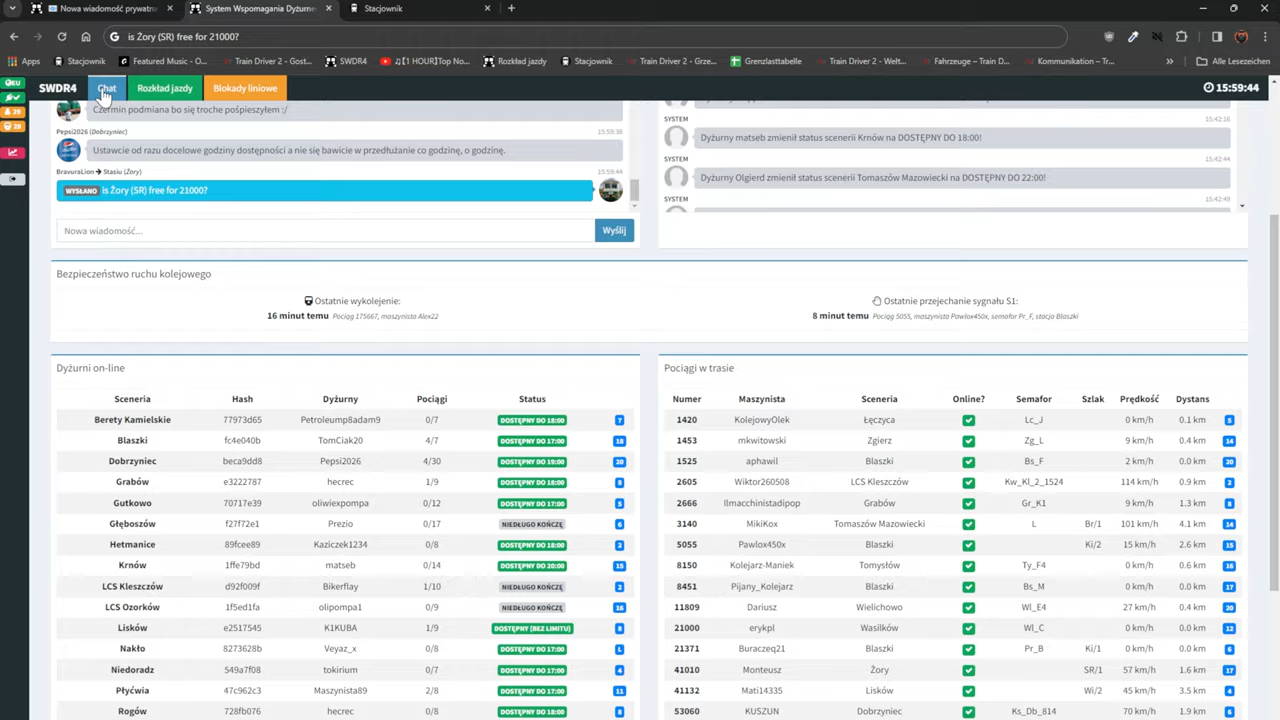 Nowa wiadomość prywatn
System Wspomagania Dyżurne
Stacjownik
is Żory (SR) free for 21000?
Apps
Stacjownik
Featured Music - O...
Train Driver 2 - Gost...
SWDR4
♫[1 HOUR]Top No...
Rozkład jazdy
Stacjownik
Train Driver 2 - Grze...
Grenzlasttabelle
Train Driver 2 - Welt...
Fahrzeuge – Train D...
Kommunikation – Tr...
»
Alle Lesezeichen
EU
29
28
SWDR4
Chat
Rozkład jazdy
Blokady liniowe
15:59:44
Czermin podmiana bo się troche pośpieszyłem :/
Pepsi2026 (Dobrzyniec)
15:59:38
Ustawcie od razu docelowe godziny dostępności a nie się bawicie w przedłużanie co godzinę, o godzinę.
BravuraLion → Stasiu (Żory)
15:59:44
WYSŁANO is Żory (SR) free for 21000?
Nowa wiadomość...
Wyślij
SYSTEM
15:42:16
Dyżurny matseb zmienił status scenerii Krnów na DOSTĘPNY DO 18:00!
SYSTEM
15:42:44
Dyżurny Olgierd zmienił status scenerii Tomaszów Mazowiecki na DOSTĘPNY DO 22:00!
SYSTEM
15:42:49
Bezpieczeństwo ruchu kolejowego
Ostatnie wykolejenie:
16 minut temu Pociąg 175667, maszynista Alex22
Ostatnie przejechanie sygnału S1:
8 minut temu Pociąg 5055, maszynista Pawlox450x, semafor Pr_F, stacja Blaszki
Dyżurni on-line
Sceneria Hash Dyżurny Pociągi Status
Berety Kamielskie 77973d65 Petroleump8adam9 0/7 DOSTĘPNY DO 18:00 7
Blaszki fc4e040b TomCiak20 4/7 DOSTĘPNY DO 17:00 18
Dobrzyniec beca9dd8 Pepsi2026 4/30 DOSTĘPNY DO 19:00 20
Grabów e3222787 hecrec 1/9 DOSTĘPNY DO 18:00 8
Gutkowo 70717e39 oliwiexpompa 0/12 DOSTĘPNY DO 17:00 5
Głęboszów f27f72e1 Prezio 0/17 NIEDŁUGO KOŃCZĘ 6
Hetmanice 89fcee89 Kaziczek1234 0/8 DOSTĘPNY DO 18:00 2
Krnów 1ffe79bd matseb 0/14 DOSTĘPNY DO 20:00 15
LCS Kleszczów d92f009f Bikerflay 1/10 NIEDŁUGO KOŃCZĘ 2
LCS Ozorków 1f5ed1fa olipompa1 0/9 NIEDŁUGO KOŃCZĘ 16
Lisków e2517545 K1KUBA 1/9 DOSTĘPNY (BEZ LIMITU) 8
Nakło 8273628b Veyaz_x 0/8 DOSTĘPNY DO 17:00 L
Niedoradz 549a7f08 tokirium 0/7 DOSTĘPNY DO 17:00 4
Płyćwia 47c962c3 Maszynista89 2/8 DOSTĘPNY DO 17:00 11
Rogów 728fb076 hecrec 0/9 DOSTĘPNY DO 18:00 8
Pociągi w trasie
Numer Maszynista Sceneria Online? Semafor Szlak Prędkość Dystans
1420 KolejowyOlek Łęczyca Lc_J 0 km/h 0.1 km 5
1453 mkwitowski Zgierz Zg_L 9 km/h 0.4 km 14
1525 aphawil Blaszki Bs_F 2 km/h 0.0 km 20
2605 Wiktor260508 LCS Kleszczów Kw_Kl_2_1524 114 km/h 0.9 km 2
2666 Ilmacchinistadipop Grabów Gr_K1 9 km/h 1.3 km 8
3140 MikiKox Tomaszów Mazowiecki L Br/1 101 km/h 4.1 km 14
5055 Pawlox450x Blaszki Ki/2 15 km/h 2.6 km 15
8150 Kolejarz-Maniek Tomysłów Ty_F4 0 km/h 0.6 km 16
8451 Pijany_Kolejarz Blaszki Bs_M 0 km/h 0.0 km 17
11809 Dariusz Wielichowo Wl_E4 27 km/h 0.4 km 20
21000 erykpl Wasilków Wl_C 0 km/h 0.2 km 12
21371 Buraczeq21 Blaszki Pr_B Ki/1 0 km/h 0.0 km 6
41010 Monteusz Żory SR/1 57 km/h 1.6 km 17
41132 Mati14335 Lisków Wi/2 45 km/h 3.5 km 4
53060 KUSZUN Dobrzyniec Ks_Db_814 70 km/h 1.9 km 6